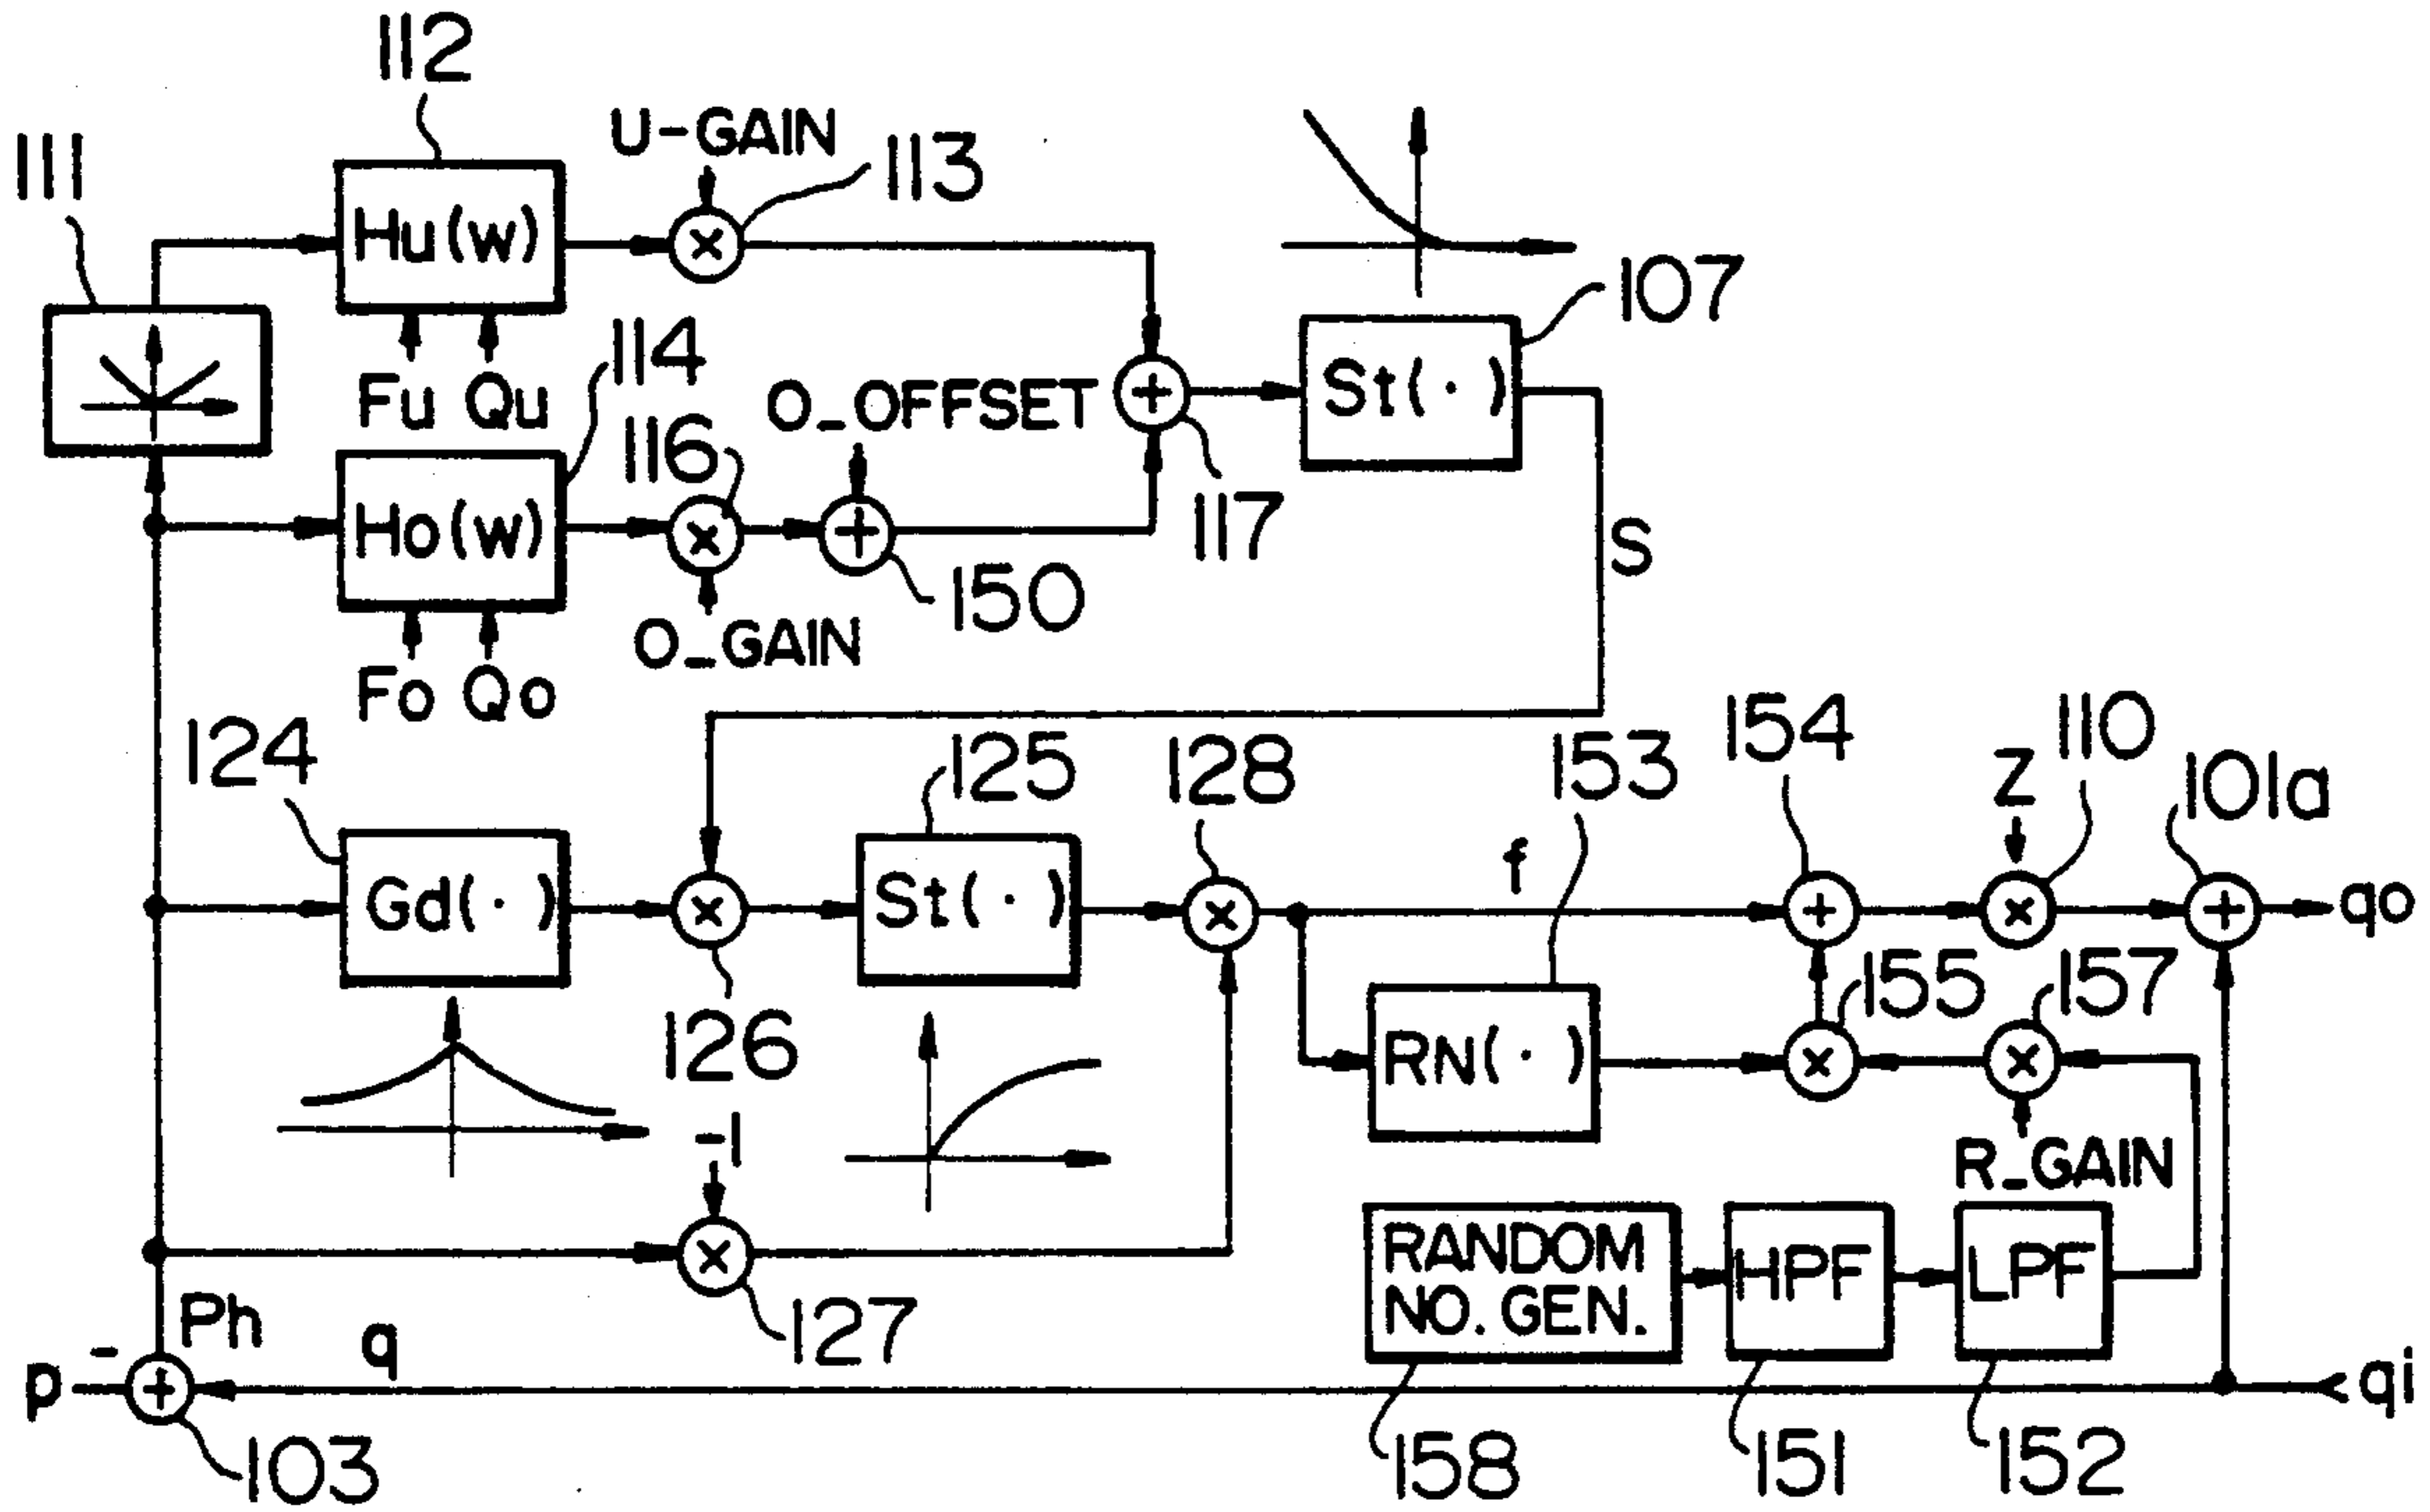 112
U-GAIN
111
113
Hu(w)
107
Fu Qu
114
O_OFFSET
St(·)
116
Ho(w)
117
S
150
O_GAIN
Fo Qo
124
125
128
153
154
Z
110
101a
Gd(·)
St(·)
f
qo
126
155
157
RN(·)
-1
R_GAIN
RANDOM
NO. GEN.
HPF
LPF
Ph
q
127
-
p
qi
103
158
151
152